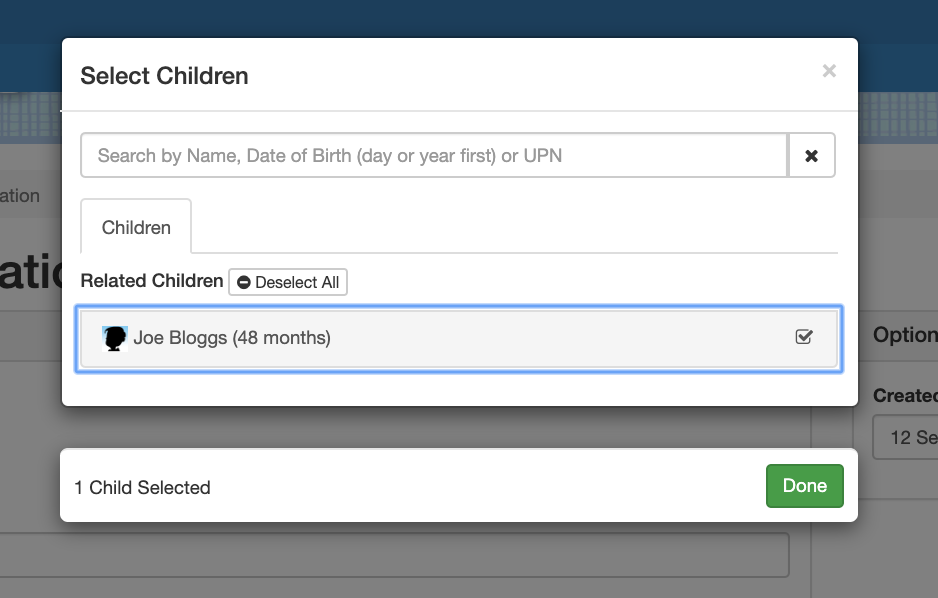 Select Children
×
Search by Name, Date of Birth (day or year first) or UPN
ation
Children
atic
Related Children Deselect All
Joe Bloggs (48 months)
Option
Created
12 Se
1 Child Selected
Done